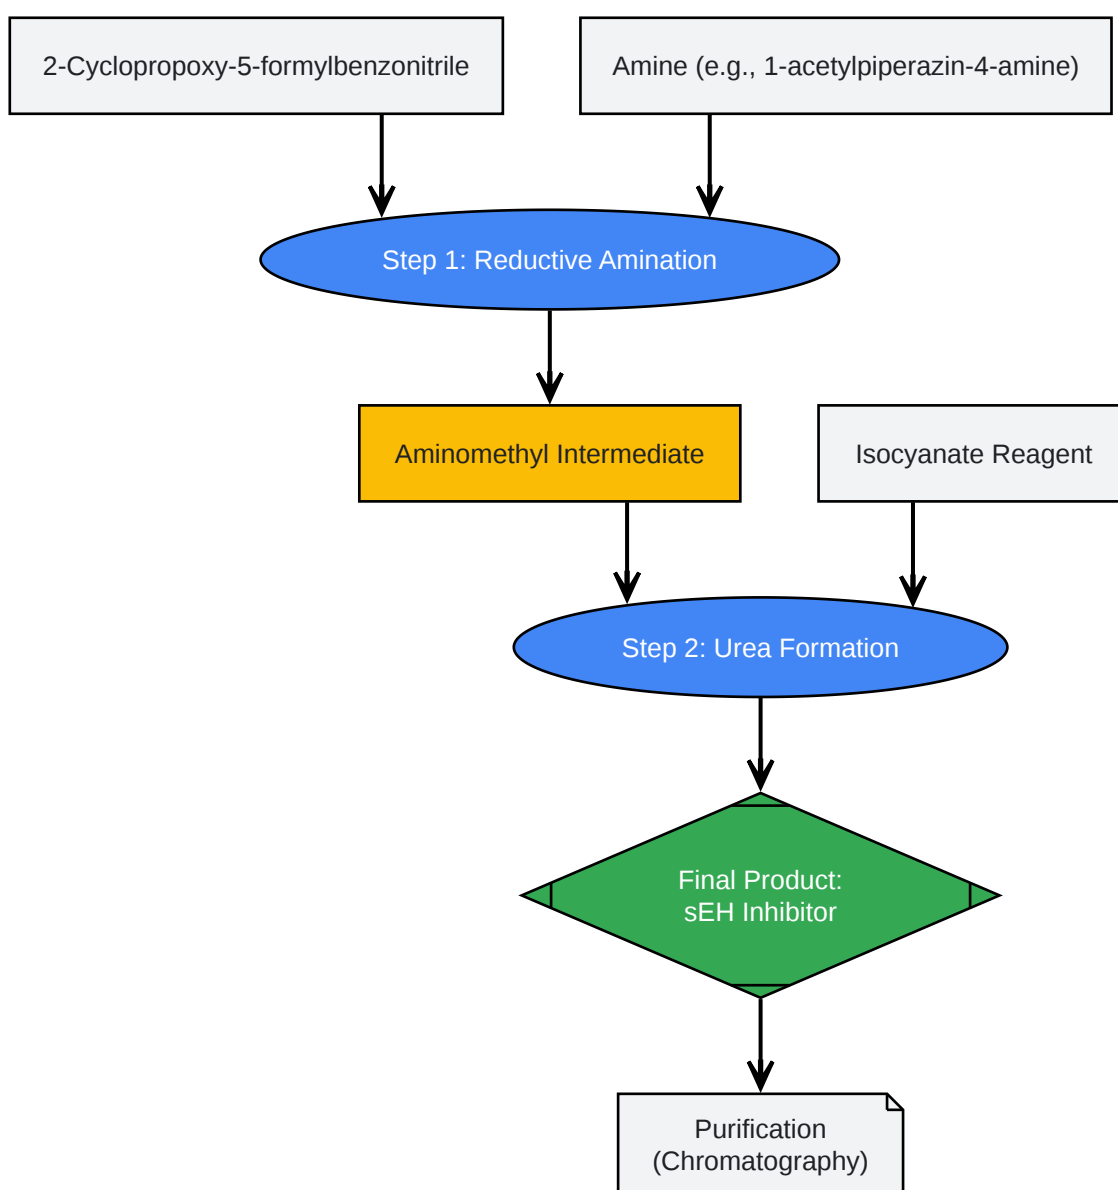 2-Cyclopropoxy-5-formylbenzonitrile
Amine (e.g., 1-acetylpiperazin-4-amine)
Step 1: Reductive Amination
Aminomethyl Intermediate
Isocyanate Reagent
Step 2: Urea Formation
Final Product:
sEH Inhibitor
Purification
(Chromatography)